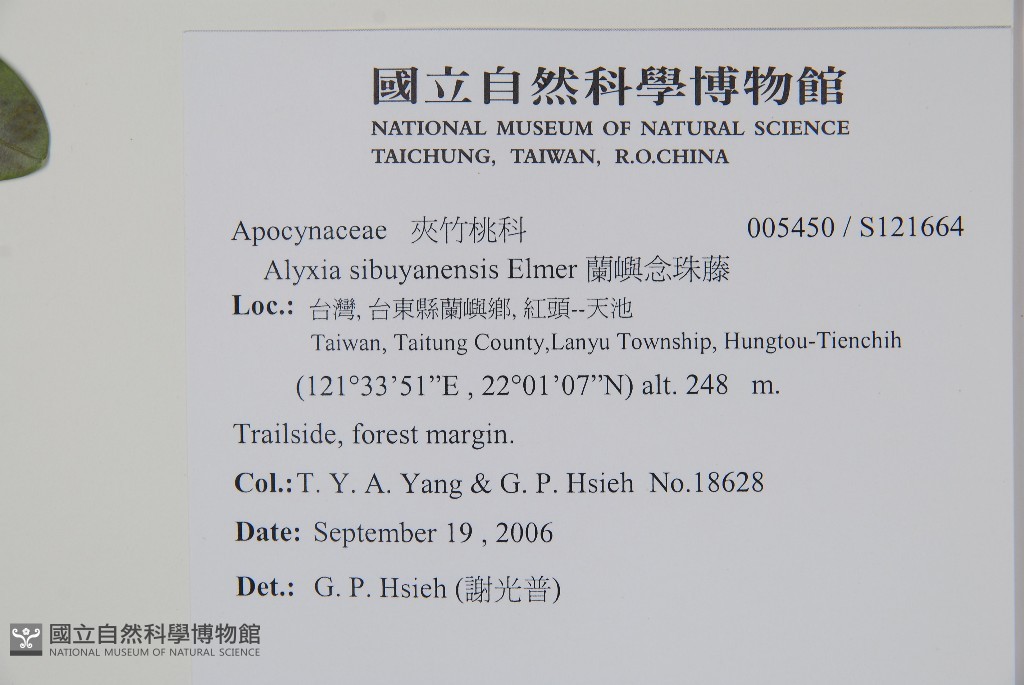 國立自然科學博物館
NATIONAL MUSEUM OF NATURAL SCIENCE
TAICHUNG, TAIWAN, R.O.CHINA
Apocynaceae 夾竹桃科 005450 / S121664
Alyxia sibuyanensis Elmer 蘭嶼念珠藤
Loc.: 台灣, 台東縣蘭嶼鄉, 紅頭--天池
Taiwan, Taitung County,Lanyu Township, Hungtou-Tienchih
(121°33’51”E , 22°01’07”N) alt. 248 m.
Trailside, forest margin.
Col.: T. Y. A. Yang & G. P. Hsieh No.18628
Date: September 19 , 2006
Det.: G. P. Hsieh (謝光普)
國立自然科學博物館
NATIONAL MUSEUM OF NATURAL SCIENCE